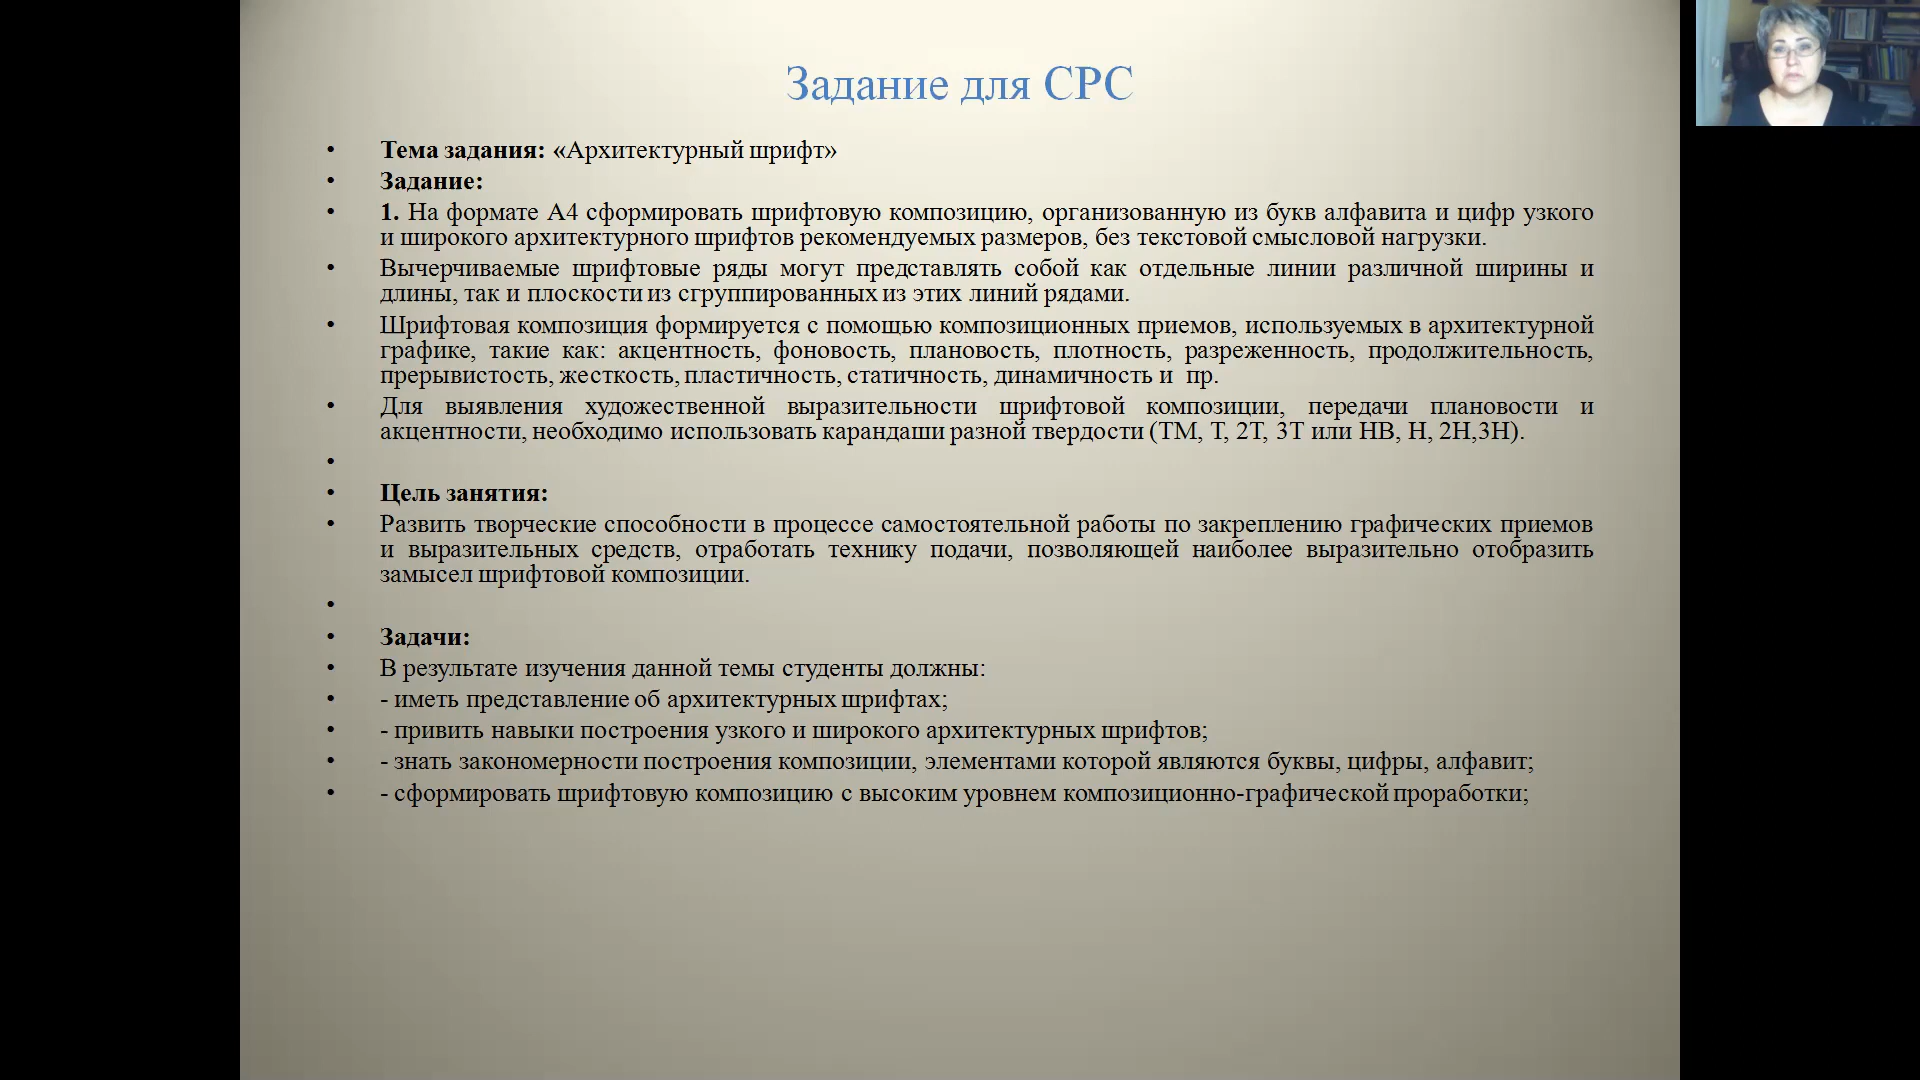 Задание для СРС
• Тема задания: «Архитектурный шрифт»
• Задание:
• 1. На формате А4 сформировать шрифтовую композицию, организованную из букв алфавита и цифр узкого
и широкого архитектурного шрифтов рекомендуемых размеров, без текстовой смысловой нагрузки.
• Вычерчиваемые шрифтовые ряды могут представлять собой как отдельные линии различной ширины и
длины, так и плоскости из сгруппированных из этих линий рядами.
• Шрифтовая композиция формируется с помощью композиционных приемов, используемых в архитектурной
графике, такие как: акцентность, фоновость, плановость, плотность, разреженность, продолжительность,
прерывистость, жесткость, пластичность, статичность, динамичность и пр.
• Для выявления художественной выразительности шрифтовой композиции, передачи плановости и
акцентности, необходимо использовать карандаши разной твердости (ТМ, Т, 2Т, 3Т или НВ, Н, 2Н,3Н).
•
• Цель занятия:
• Развить творческие способности в процессе самостоятельной работы по закреплению графических приемов
и выразительных средств, отработать технику подачи, позволяющей наиболее выразительно отобразить
замысел шрифтовой композиции.
•
• Задачи:
• В результате изучения данной темы студенты должны:
• - иметь представление об архитектурных шрифтах;
• - привить навыки построения узкого и широкого архитектурных шрифтов;
• - знать закономерности построения композиции, элементами которой являются буквы, цифры, алфавит;
• - сформировать шрифтовую композицию с высоким уровнем композиционно-графической проработки;